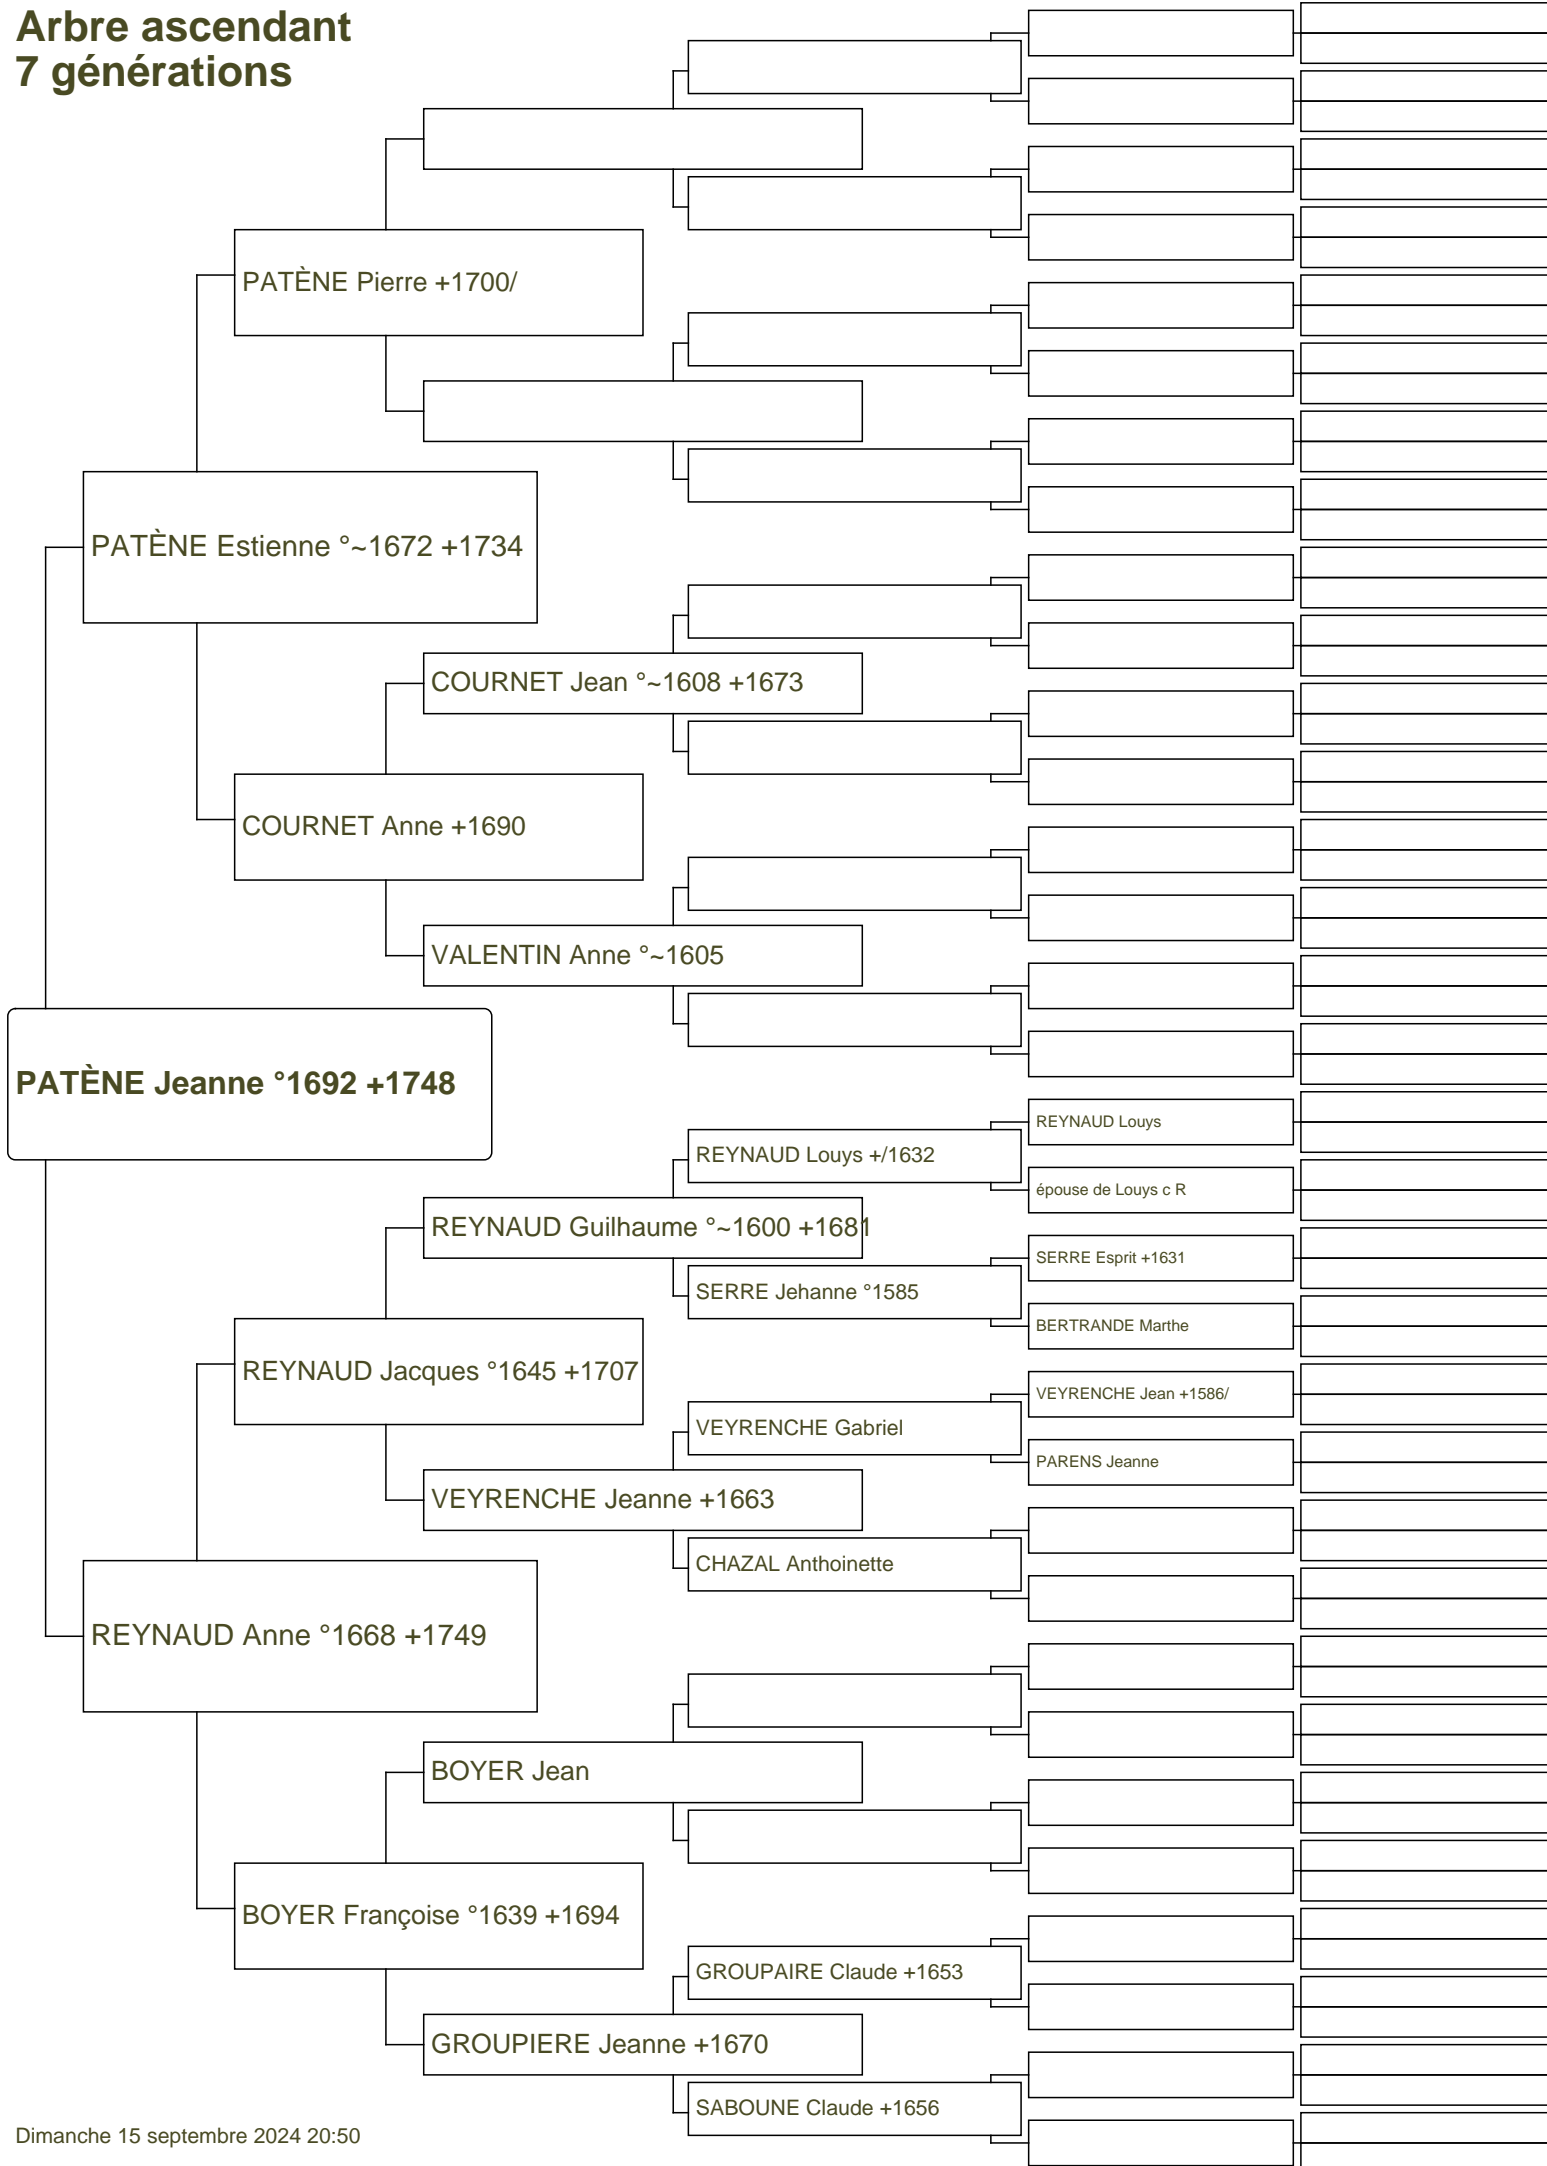 Arbre ascendant
7 générations
PATÈNE Pierre +1700/
PATÈNE Estienne °~1672 +1734
COURNET Jean °~1608 +1673
COURNET Anne +1690
VALENTIN Anne °~1605
PATÈNE Jeanne °1692 +1748
REYNAUD Louys
REYNAUD Louys +/1632
épouse de Louys c R
REYNAUD Guilhaume °~1600 +1681
SERRE Esprit +1631
SERRE Jehanne °1585
BERTRANDE Marthe
REYNAUD Jacques °1645 +1707
VEYRENCHE Jean +1586/
VEYRENCHE Gabriel
PARENS Jeanne
VEYRENCHE Jeanne +1663
CHAZAL Anthoinette
REYNAUD Anne °1668 +1749
BOYER Jean
BOYER Françoise °1639 +1694
GROUPAIRE Claude +1653
GROUPIERE Jeanne +1670
SABOUNE Claude +1656
Dimanche 15 septembre 2024 20:50